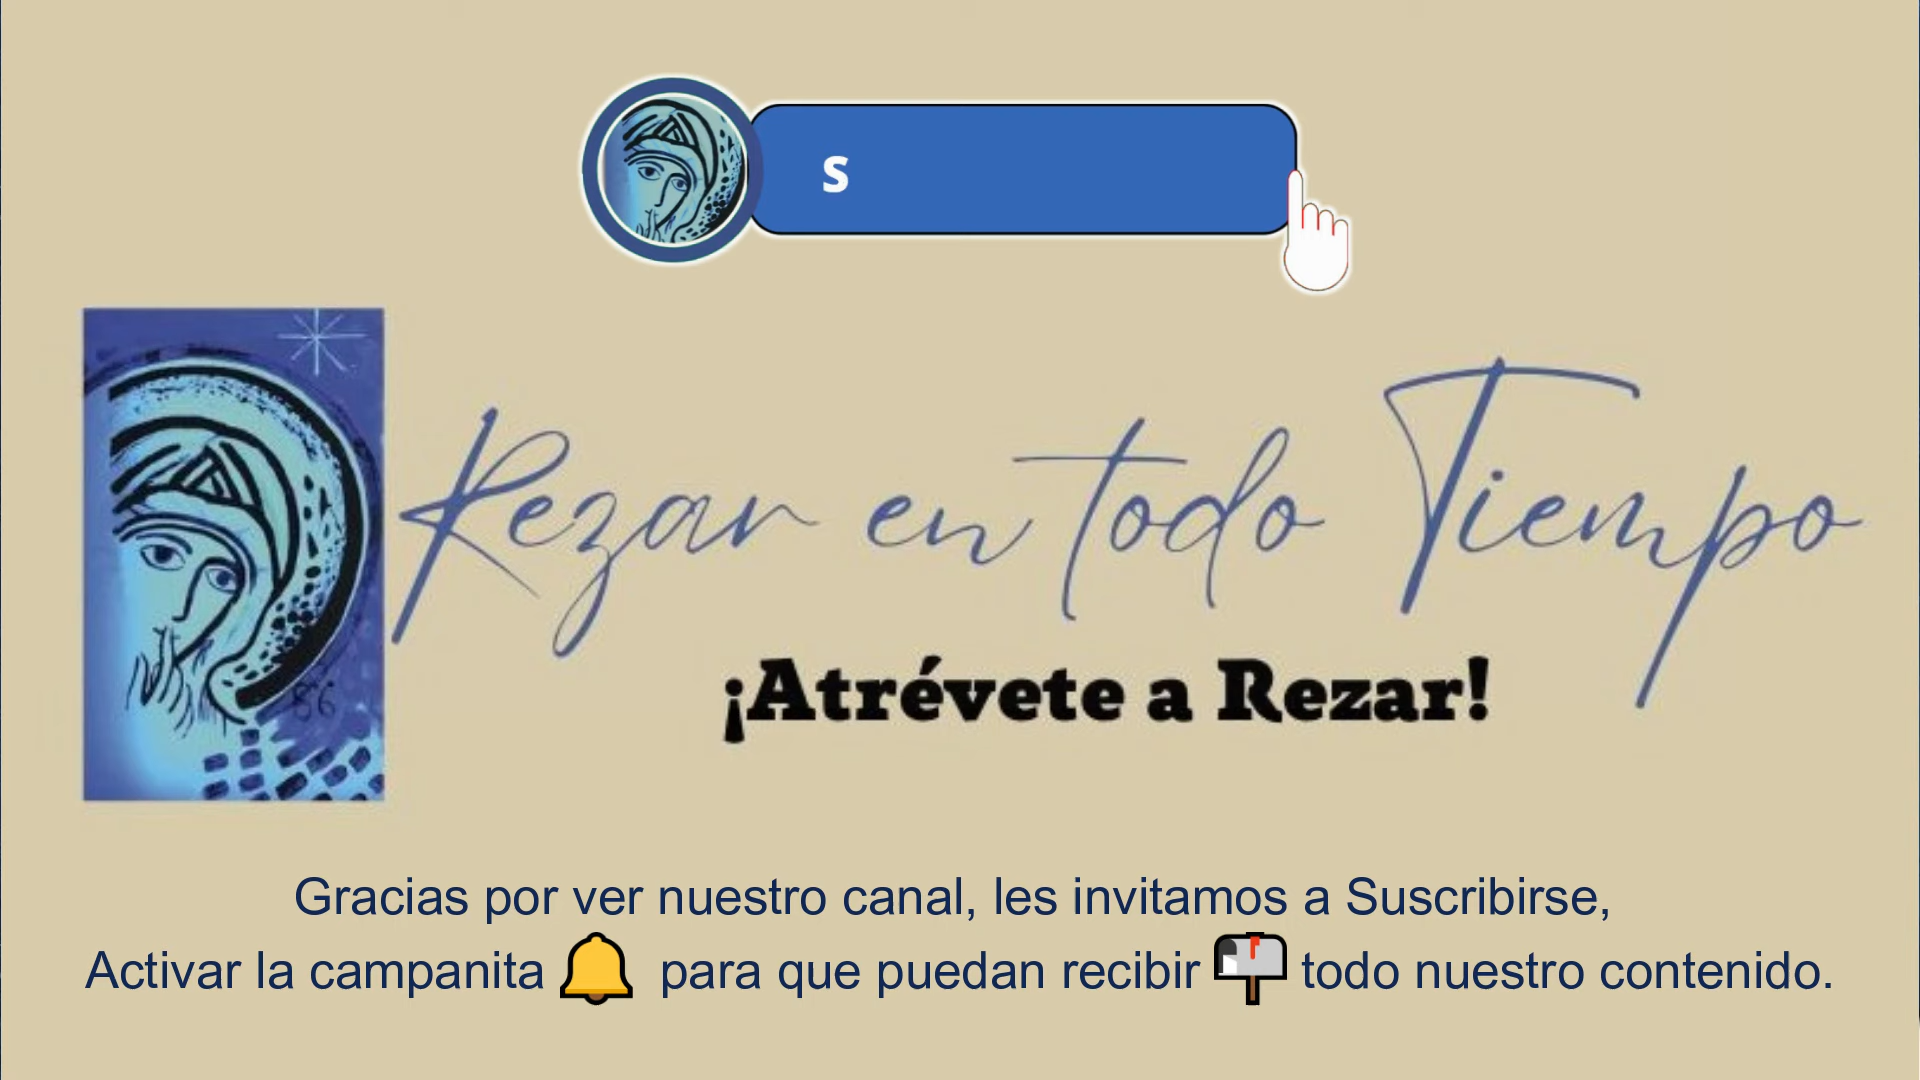 S
Rezar en todo Tiempo
¡Atrévete a Rezar!
Gracias por ver nuestro canal, les invitamos a Suscribirse,
Activar la campanita 🔔 para que puedan recibir 📭 todo nuestro contenido.